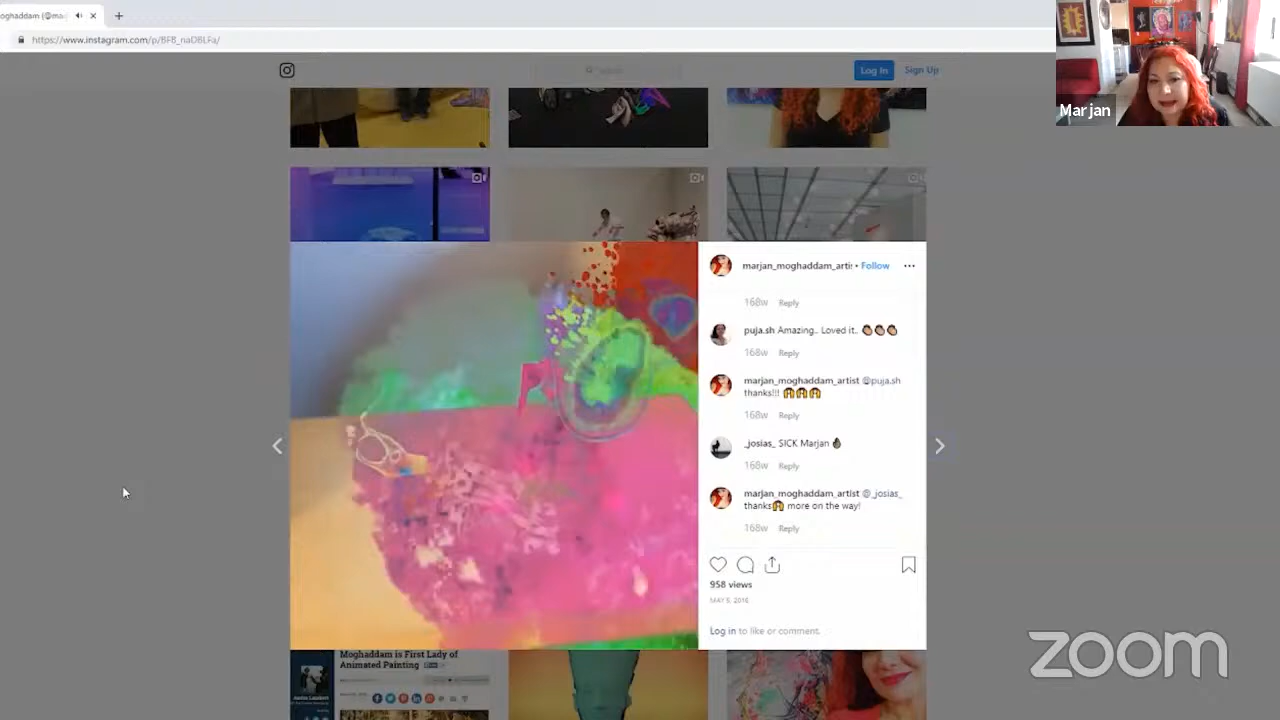 oghaddam (@ma
https://www.instagram.com/p/BFB_naDBLFa/
Log In
Sign Up
Marjan
marjan_moghaddam_artis • Follow
168w Reply
puja.sh Amazing.. Loved it..
168w Reply
marjan_moghaddam_artist @puja.sh
thanks!!!
168w Reply
_josias_ SICK Marjan
168w Reply
marjan_moghaddam_artist @_josias_
thanks more on the way!
168w Reply
958 views
MAY 5, 2016
Log in to like or comment.
Moghaddam is First Lady of
Animated Painting
zoom